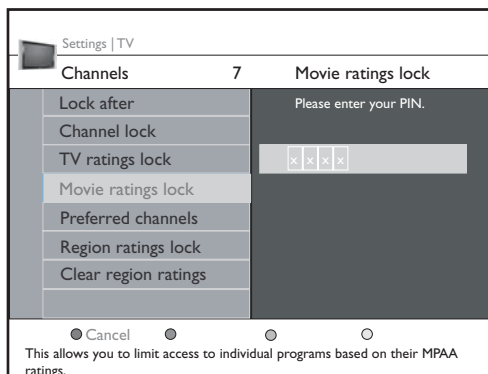 Settings | TV
Channels 7 Movie ratings lock
Lock after
Please enter your PIN.
Channel lock
TV ratings lock
x x x x
Movie ratings lock
Preferred channels
Region ratings lock
Clear region ratings
Cancel
This allows you to limit access to individual programs based on their MPAA
ratings.